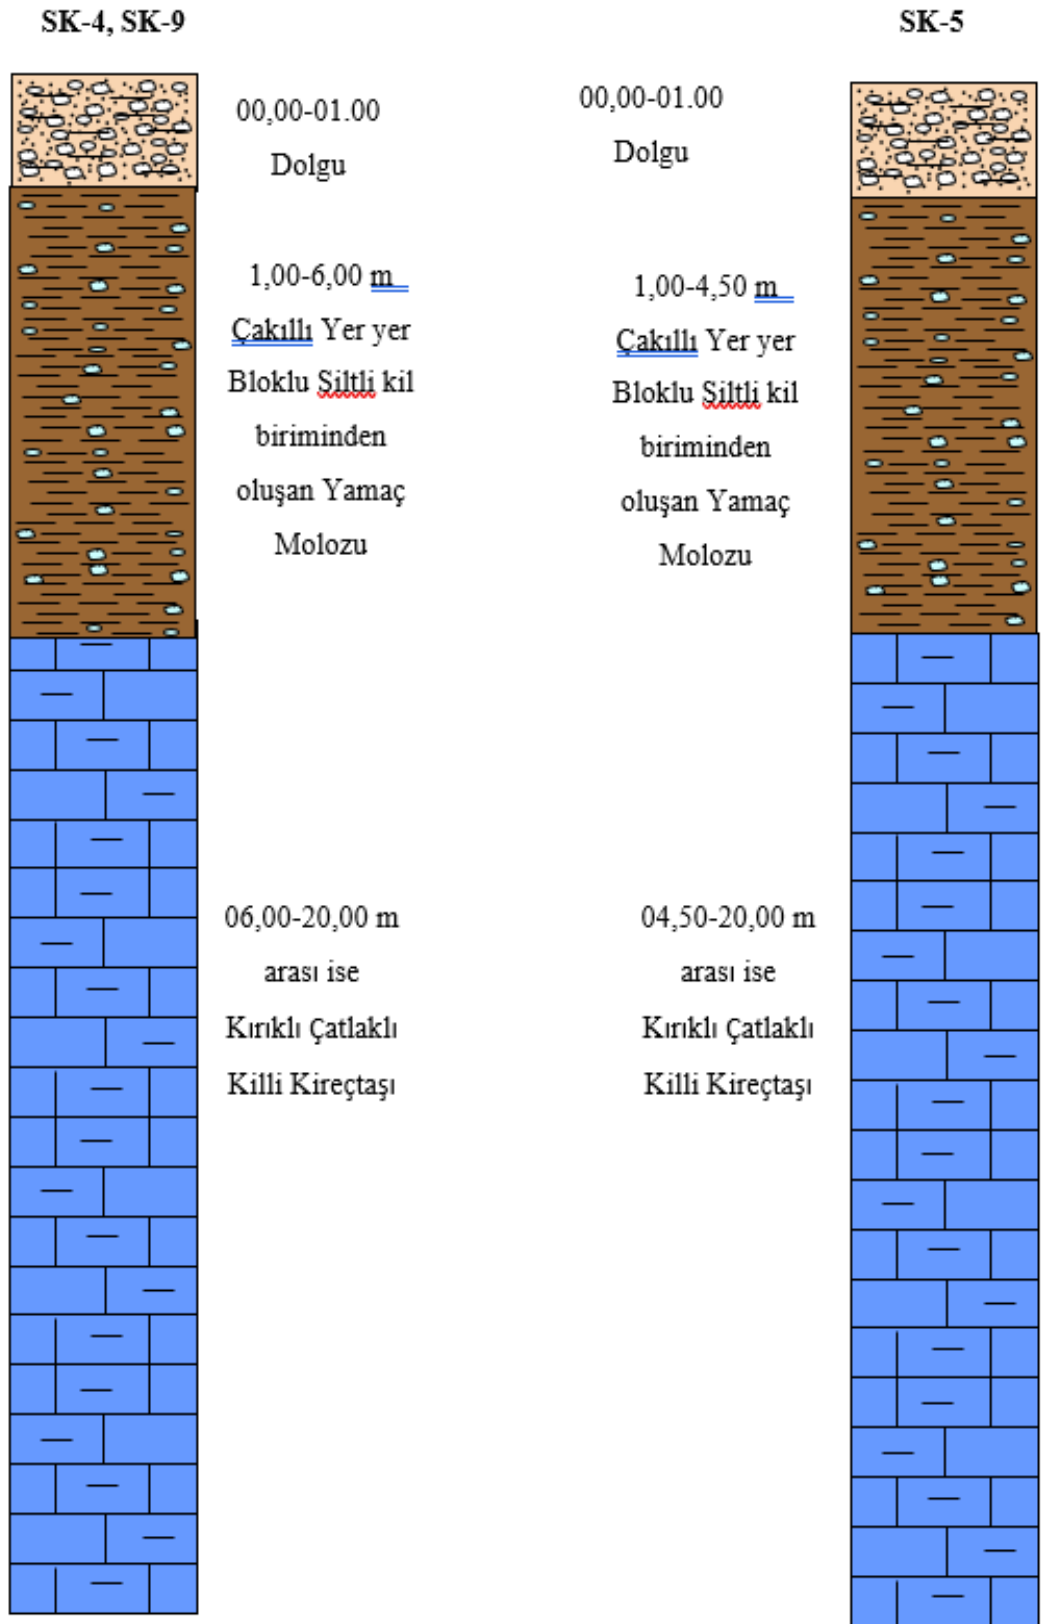 SK-4, SK-9
00,00-01.00
Dolgu
1,00-6,00 m
Çakıllı Yer yer
Bloklu Siltli kil
biriminden
oluşan Yamaç
Molozu
06,00-20,00 m
arası ise
Kırıklı Çatlaklı
Killi Kireçtaşı
SK-5
00,00-01.00
Dolgu
1,00-4,50 m
Çakıllı Yer yer
Bloklu Siltli kil
biriminden
oluşan Yamaç
Molozu
04,50-20,00 m
arası ise
Kırıklı Çatlaklı
Killi Kireçtaşı